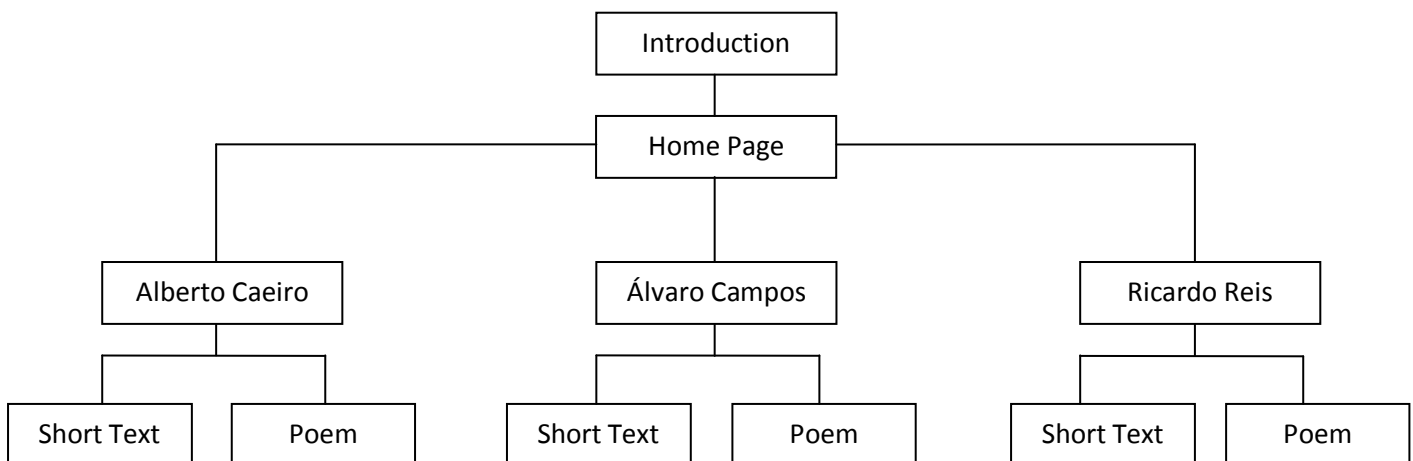 Introduction
Home Page
Alberto Caeiro
Álvaro Campos
Ricardo Reis
Short Text
Poem
Short Text
Poem
Short Text
Poem